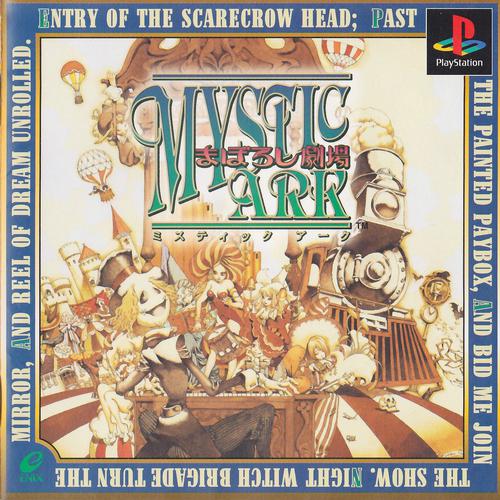 ENTRY OF THE SCARECROW HEAD; PAST
THE PAINTED PAYBOX, AND BID ME JOIN
THE SHOW. NIGHT WITCH BRIGADE TURN THE
MIRROR, AND REEL OF DREAM UNROLLED.
PlayStation
MYSTIC
まぼろし劇場
ARK™
ミスティック アーク
ENIX